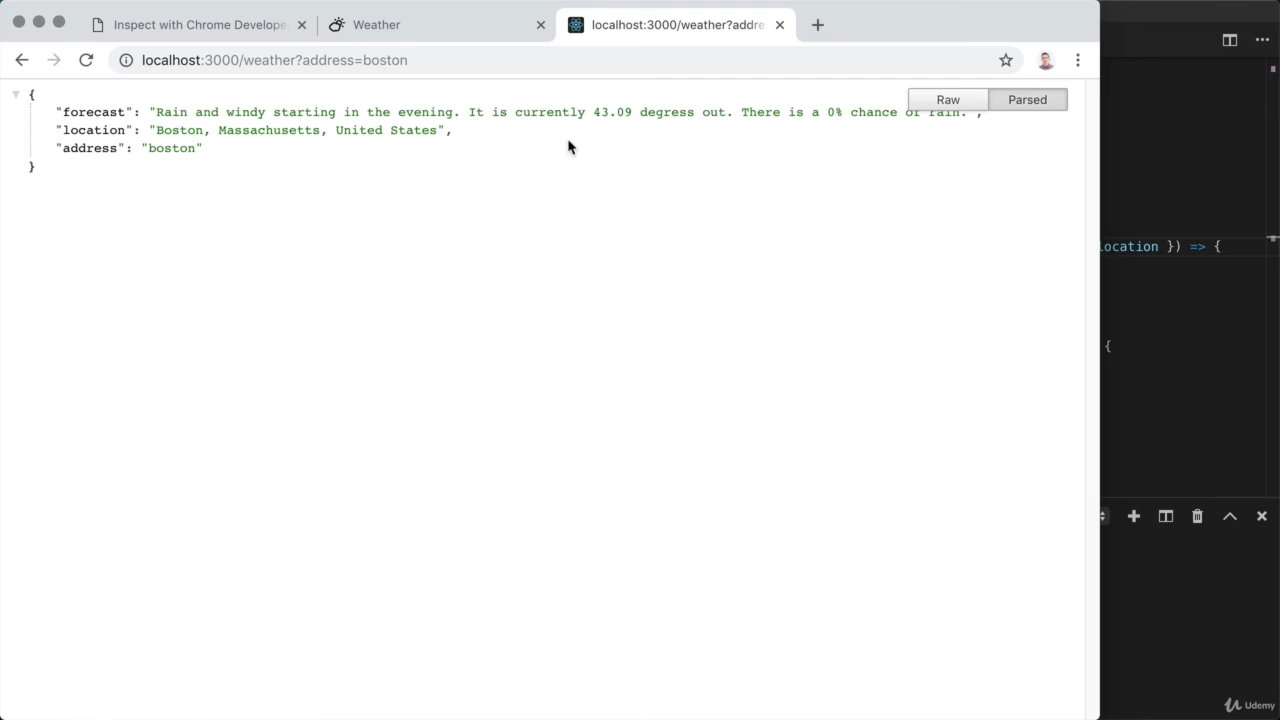 Inspect with Chrome Develope
Weather
localhost:3000/weather?addre
localhost:3000/weather?address=boston
Raw
Parsed
{
"forecast": "Rain and windy starting in the evening. It is currently 43.09 degress out. There is a 0% chance of rain.",
"location": "Boston, Massachusetts, United States",
"address": "boston"
}
location }) => {
{
Udemy